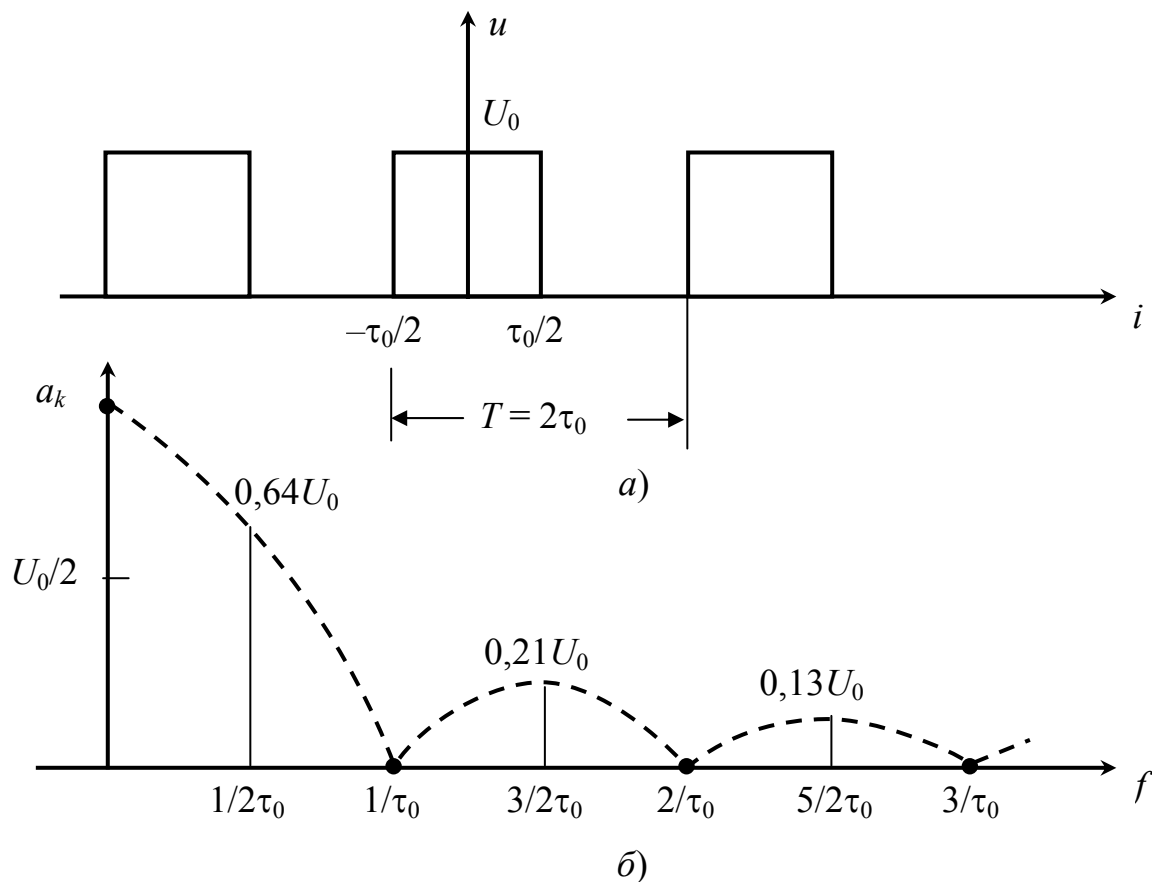 u
U₀
–τ₀/2
τ₀/2
i
T = 2τ₀
а)
aₖ
0,64U₀
U₀/2
0,21U₀
0,13U₀
1/2τ₀
1/τ₀
3/2τ₀
2/τ₀
5/2τ₀
3/τ₀
f
б)